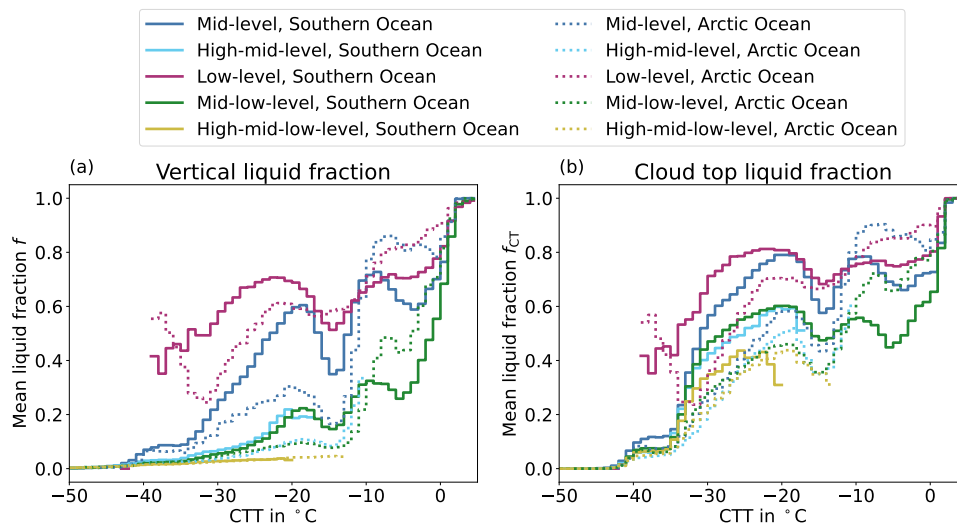 Mid-level, Southern Ocean
High-mid-level, Southern Ocean
Low-level, Southern Ocean
Mid-low-level, Southern Ocean
High-mid-low-level, Southern Ocean
Mid-level, Arctic Ocean
High-mid-level, Arctic Ocean
Low-level, Arctic Ocean
Mid-low-level, Arctic Ocean
High-mid-low-level, Arctic Ocean
(a)
Vertical liquid fraction
Mean liquid fraction f
1.0
0.8
0.6
0.4
0.2
0.0
−50 −40 −30 −20 −10 0
CTT in °C
(b)
Cloud top liquid fraction
Mean liquid fraction fCT
1.0
0.8
0.6
0.4
0.2
0.0
−50 −40 −30 −20 −10 0
CTT in °C